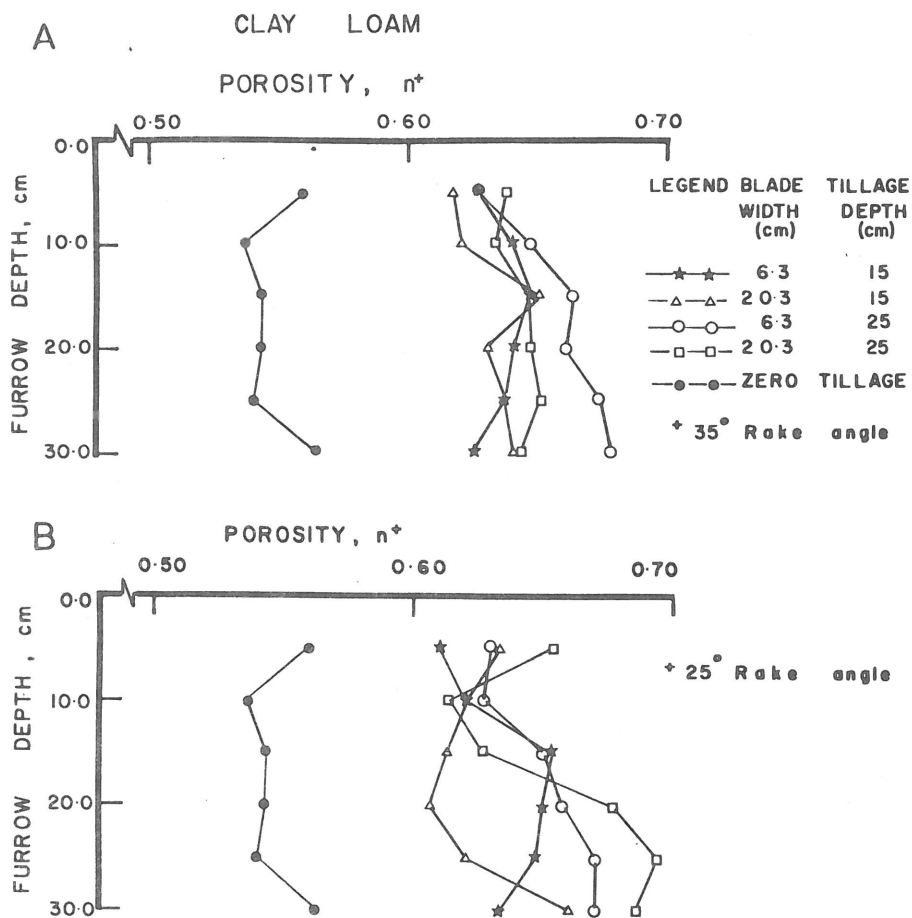 A
CLAY LOAM
POROSITY, n+
0·50 0·60 0·70
0·0
10·0
20·0
30·0
FURROW DEPTH, cm
LEGEND BLADE WIDTH (cm) TILLAGE DEPTH (cm)
6·3 15
20·3 15
6·3 25
20·3 25
ZERO TILLAGE
+ 35° Rake angle
B
POROSITY, n+
0·50 0·60 0·70
0·0
10·0
20·0
30·0
FURROW DEPTH, cm
+ 25° Rake angle